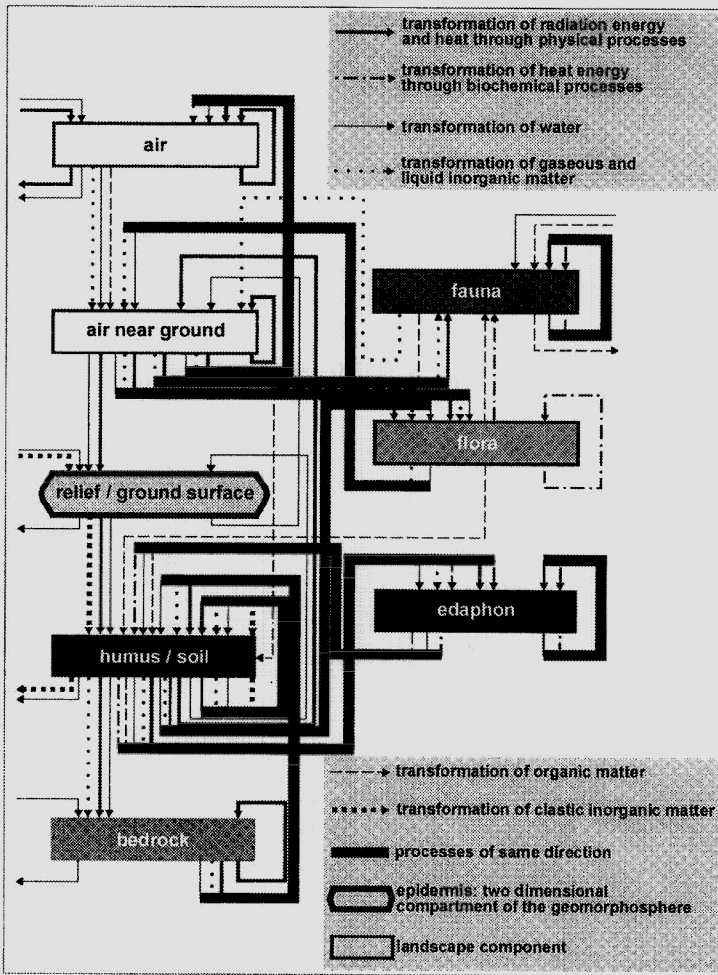 transformation of radiation energy
and heat through physical processes
transformation of heat energy
through biochemical processes
transformation of water
transformation of gaseous and
liquid inorganic matter
air
fauna
air near ground
flora
relief / ground surface
edaphon
humus / soil
bedrock
transformation of organic matter
transformation of clastic inorganic matter
processes of same direction
epidermis: two dimensional
compartment of the geomorphosphere
landscape component